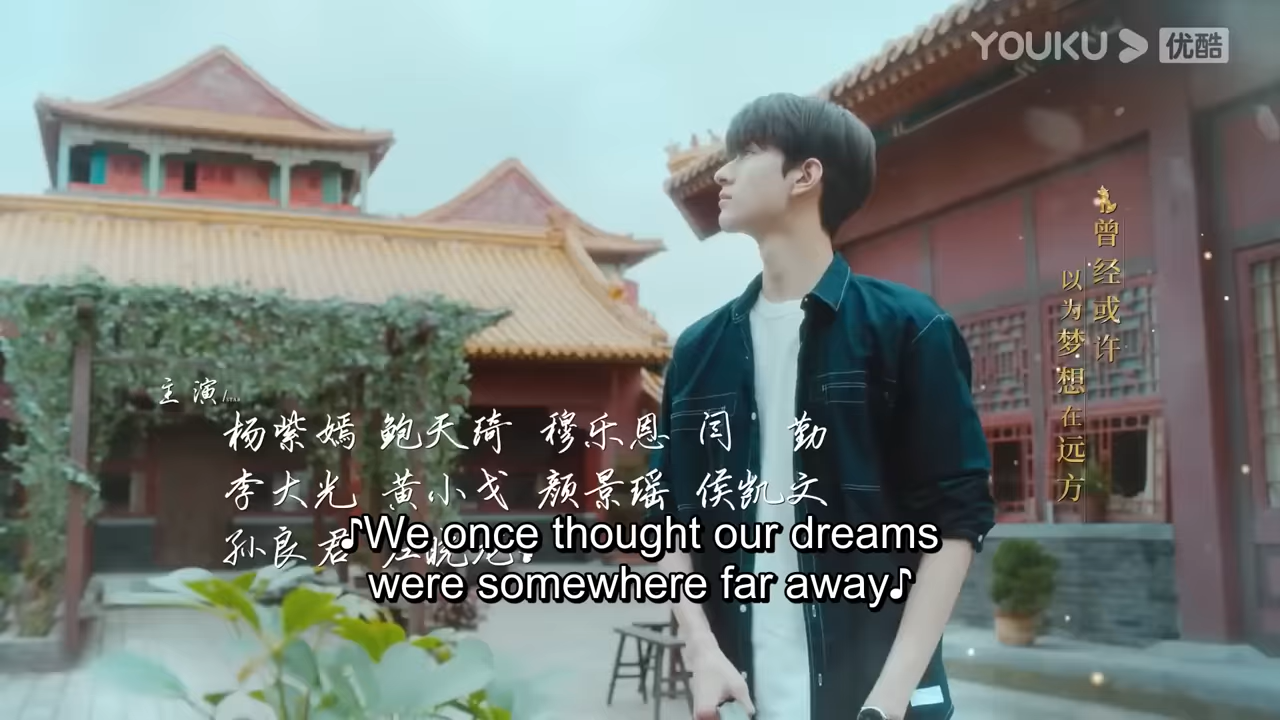 YOUKU 优酷
曾经或许
以为梦想在远方
主演/STAR
杨紫嫣 鲍天琦 穆乐恩 闫 勤
李大光 黄小戈 颜景瑶 侯凯文
孙良君
♪We once thought our dreams
were somewhere far away♪